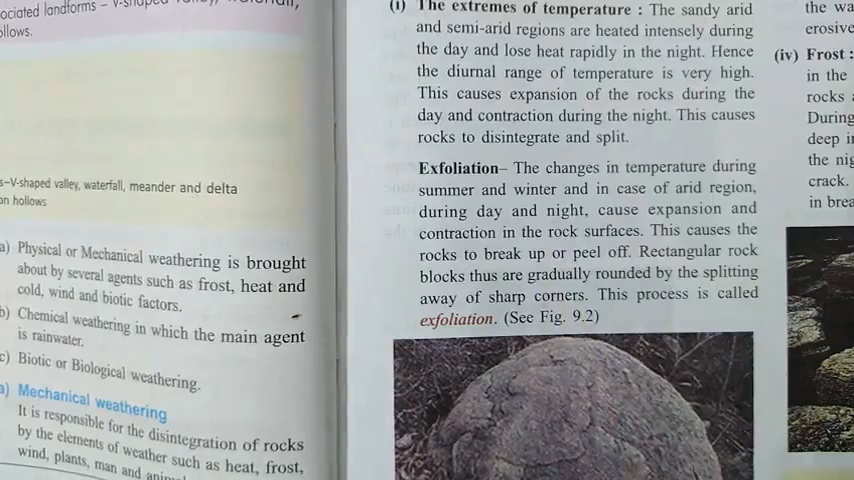 ociated landforms – V-shaped valley, waterfall,
ollows.
s–V-shaped valley, waterfall, meander and delta
on hollows
a) Physical or Mechanical weathering is brought
about by several agents such as frost, heat and
cold, wind and biotic factors.
b) Chemical weathering in which the main agent
is rainwater.
c) Biotic or Biological weathering.
a) Mechanical weathering
It is responsible for the disintegration of rocks
by the elements of weather such as heat, frost,
wind, plants, man and
(i) The extremes of temperature : The sandy arid
and semi-arid regions are heated intensely during
the day and lose heat rapidly in the night. Hence
the diurnal range of temperature is very high.
This causes expansion of the rocks during the
day and contraction during the night. This causes
rocks to disintegrate and split.
Exfoliation– The changes in temperature during
summer and winter and in case of arid region,
during day and night, cause expansion and
contraction in the rock surfaces. This causes the
rocks to break up or peel off. Rectangular rock
blocks thus are gradually rounded by the splitting
away of sharp corners. This process is called
exfoliation. (See Fig. 9.2)
the wa
erosive
(iv) Frost :
in the
rocks
During
deep i
the nig
crack.
in brea